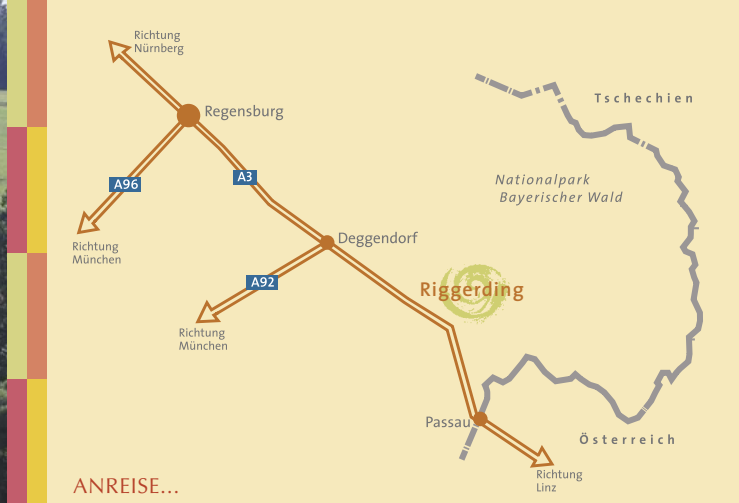 Richtung
Nürnberg
Tschechien
Regensburg
A96
A3
Nationalpark
Bayerischer Wald
Richtung
München
Deggendorf
A92
Riggerding
Richtung
München
Passau
Österreich
Richtung
Linz
ANREISE...